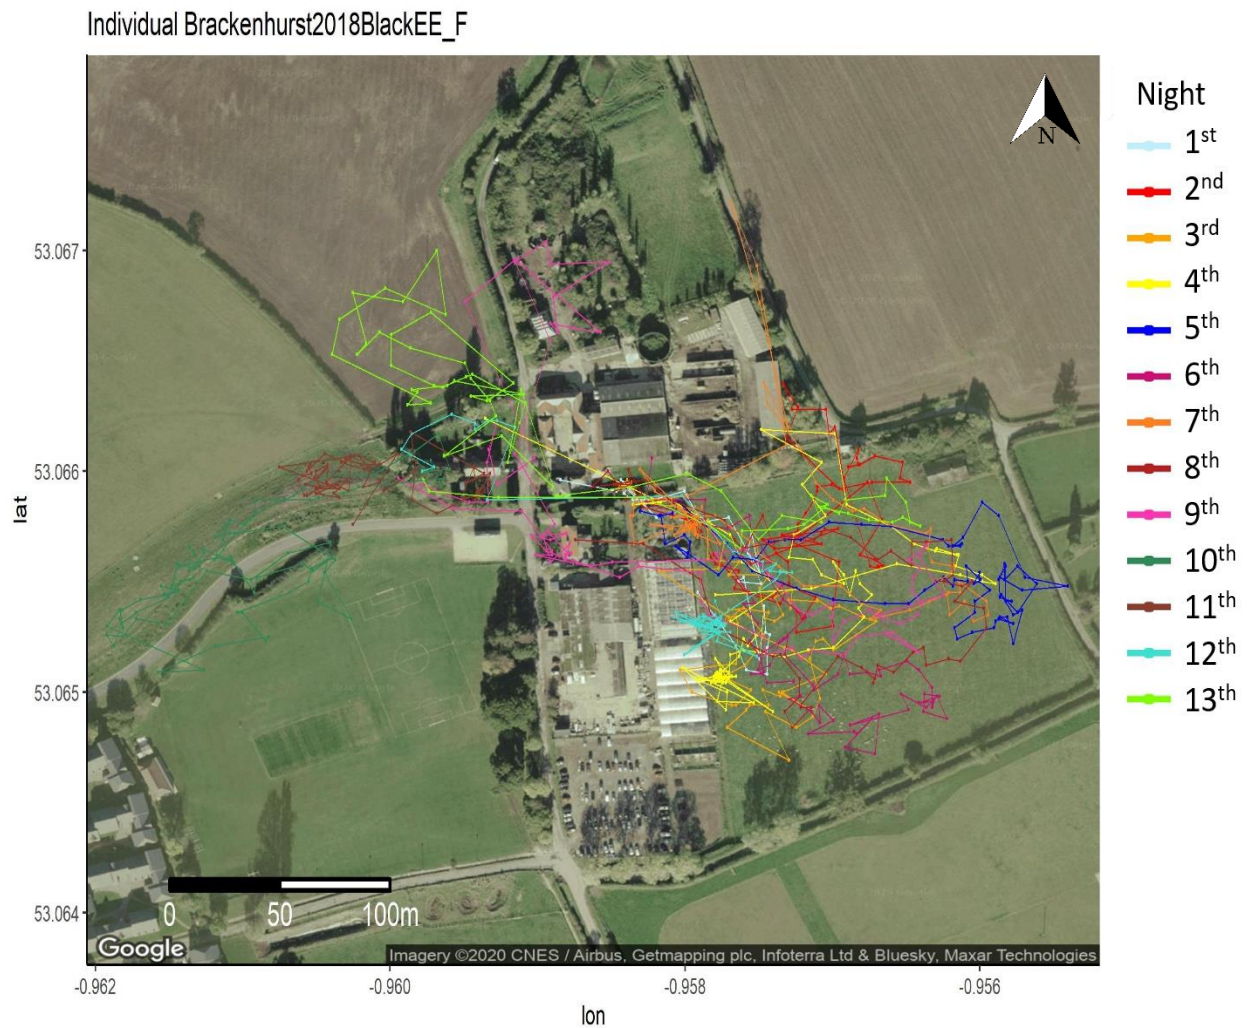 Individual Brackenhurst2018BlackEE_F
N
Night
1st
2nd
3rd
4th
5th
6th
7th
8th
9th
10th
11th
12th
13th
53.067
53.066
lat
53.065
53.064
0 50 100m
Google
Imagery ©2020 CNES / Airbus, Getmapping plc, Infoterra Ltd & Bluesky, Maxar Technologies
-0.962 -0.960 -0.958 -0.956
lon